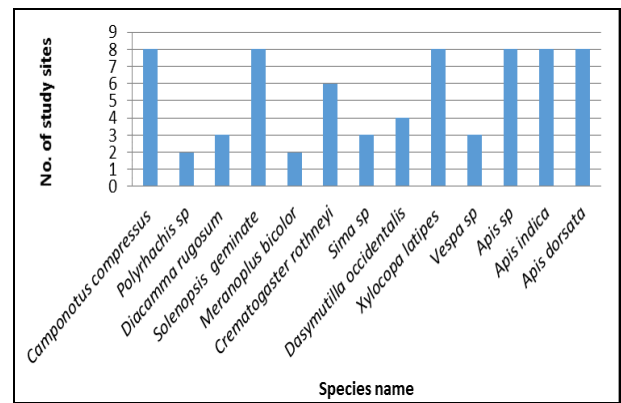 No. of study sites
9
8
7
6
5
4
3
2
1
0
Camponotus compressus
Polyrhachis sp
Diacamma rugosum
Solenopsis geminate
Meranoplus bicolor
Crematogaster rothneyi
Sima sp
Dasymutilla occidentalis
Xylocopa latipes
Vespa sp
Apis sp
Apis indica
Apis dorsata
Species name